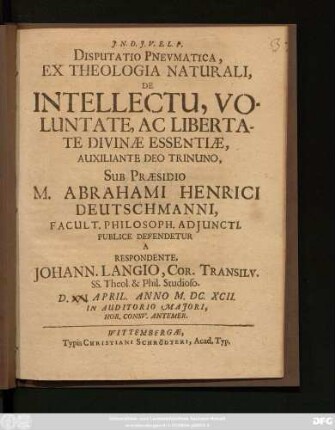 J. N. D. J. V. E. L. P.
DISPUTATIO PNEVMATICA,
EX THEOLOGIA NATURALI,
DE
INTELLECTU, VO-
LUNTATE, AC LIBERTA-
TE DIVINÆ ESSENTIÆ,
AUXILIANTE DEO TRINUNO,
SUB PRÆSIDIO
M. ABRAHAMI HENRICI
DEUTSCHMANNI,
FACULT. PHILOSOPH. ADJUNCTI.
PUBLICE DEFENDETUR
A
RESPONDENTE.
JOHANN. LANGIO, COR. TRANSILV.
SS. Theol. & Phil. Studioso.
D. APRIL. ANNO M. DC. XCII.
IN AUDITORIO MAJORI,
HOR. CONSV. ANTEMER.
WITTEMBERGÆ,
Typis CHRISTIANI SCHRÖDTERI, Acad. Typ.